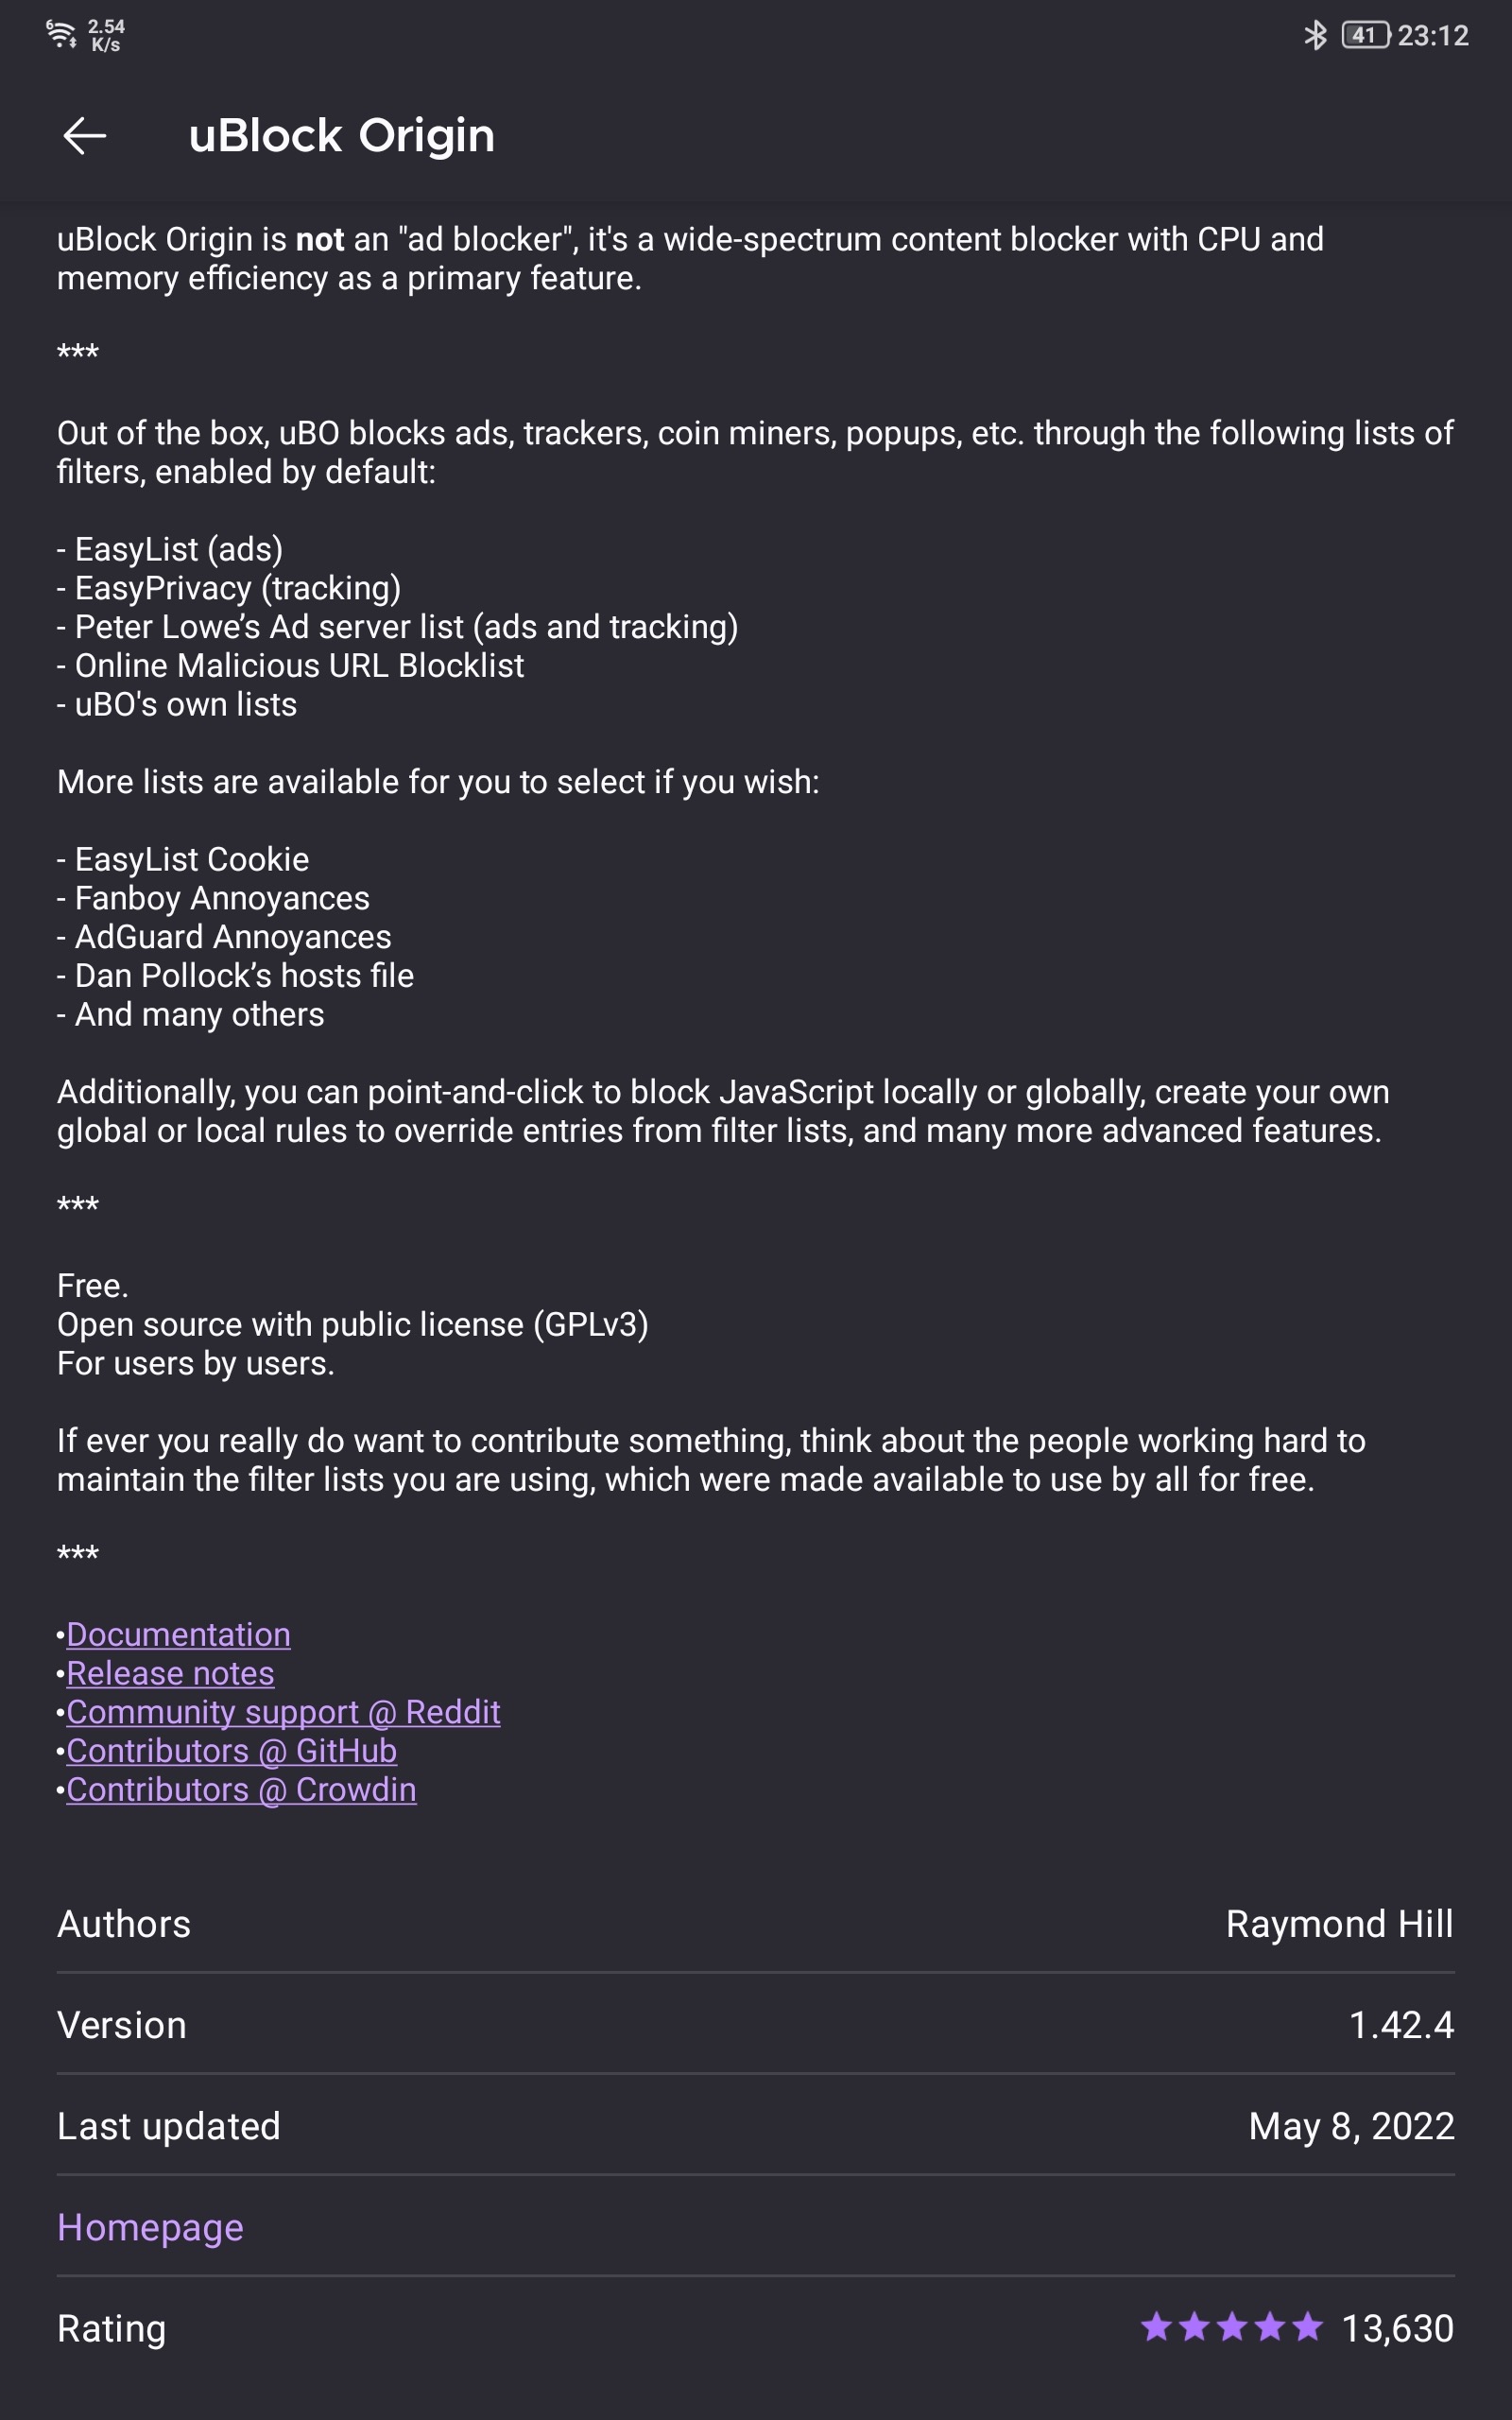 6 2.54 K/s 41 23:12
uBlock Origin
uBlock Origin is not an "ad blocker", it's a wide-spectrum content blocker with CPU and
memory efficiency as a primary feature.
***
Out of the box, uBO blocks ads, trackers, coin miners, popups, etc. through the following lists of
filters, enabled by default:
- EasyList (ads)
- EasyPrivacy (tracking)
- Peter Lowe’s Ad server list (ads and tracking)
- Online Malicious URL Blocklist
- uBO's own lists
More lists are available for you to select if you wish:
- EasyList Cookie
- Fanboy Annoyances
- AdGuard Annoyances
- Dan Pollock’s hosts file
- And many others
Additionally, you can point-and-click to block JavaScript locally or globally, create your own
global or local rules to override entries from filter lists, and many more advanced features.
***
Free.
Open source with public license (GPLv3)
For users by users.
If ever you really do want to contribute something, think about the people working hard to
maintain the filter lists you are using, which were made available to use by all for free.
***
•Documentation
•Release notes
•Community support @ Reddit
•Contributors @ GitHub
•Contributors @ Crowdin
Authors Raymond Hill
Version 1.42.4
Last updated May 8, 2022
Homepage
Rating 13,630